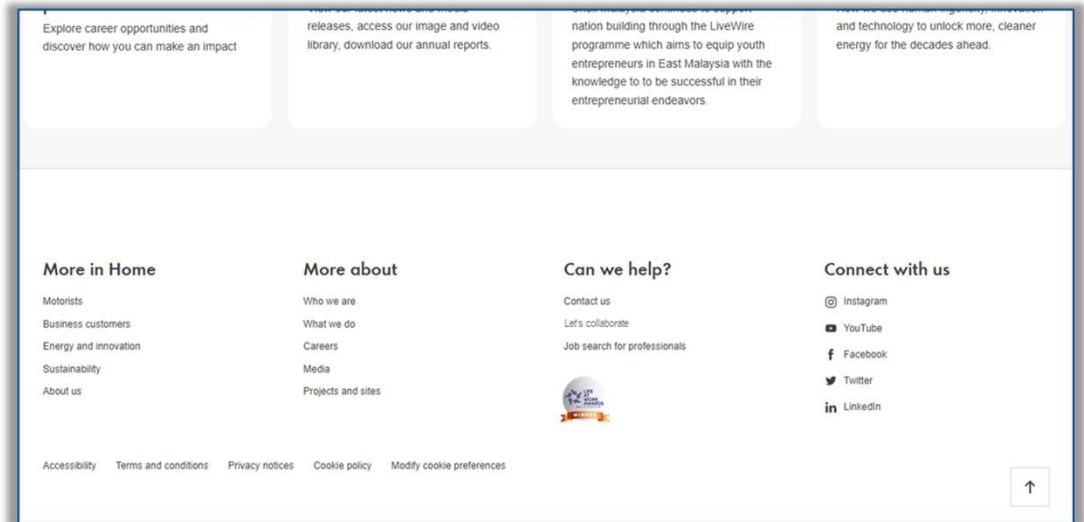 Explore career opportunities and
discover how you can make an impact
releases, access our image and video
library, download our annual reports.
nation building through the LiveWire
programme which aims to equip youth
entrepreneurs in East Malaysia with the
knowledge to to be successful in their
entrepreneurial endeavors.
and technology to unlock more, cleaner
energy for the decades ahead.
More in Home
Motorists
Business customers
Energy and innovation
Sustainability
About us
More about
Who we are
What we do
Careers
Media
Projects and sites
Can we help?
Contact us
Let's collaborate
Job search for professionals
LIFE
AT
WORK
AWARDS
WINNER
Connect with us
Instagram
YouTube
Facebook
Twitter
LinkedIn
Accessibility
Terms and conditions
Privacy notices
Cookie policy
Modify cookie preferences